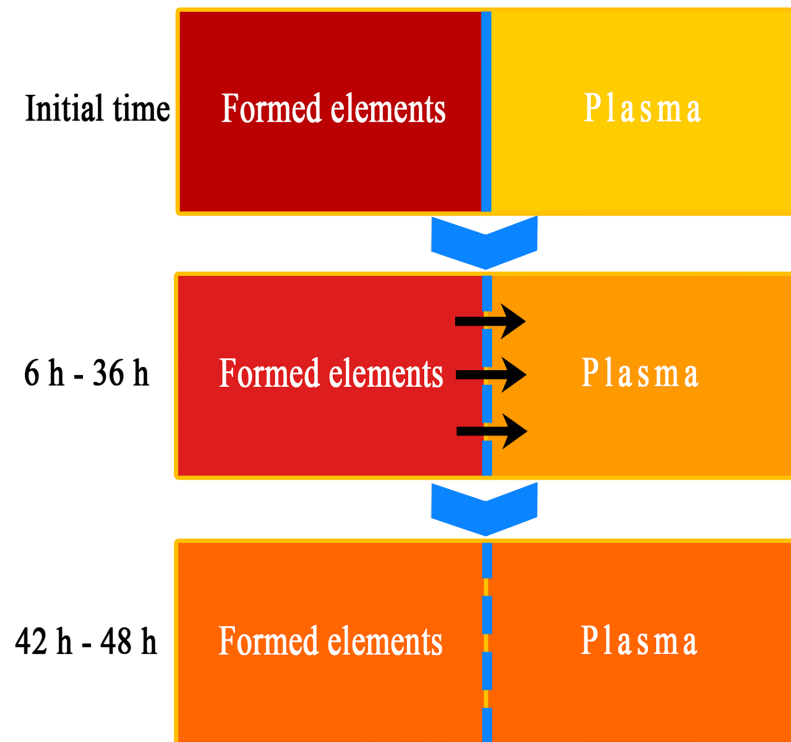 Initial time
Formed elements
Plasma
6 h - 36 h
Formed elements
Plasma
42 h - 48 h
Formed elements
Plasma